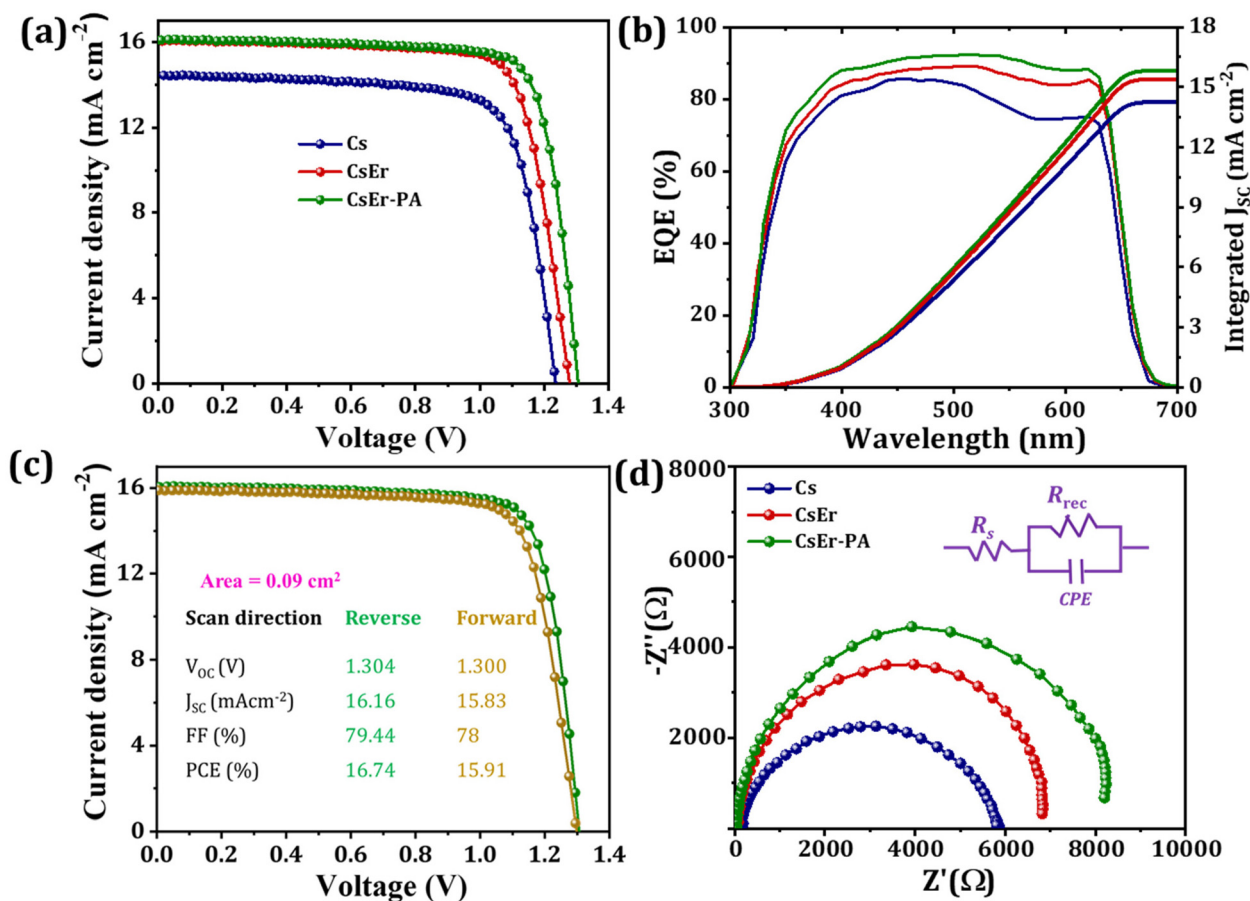 (a)
Current density (mA cm⁻²)
16
12
8
4
0
Cs
CsEr
CsEr-PA
0.0 0.2 0.4 0.6 0.8 1.0 1.2 1.4
Voltage (V)
(b)
EQE (%)
100
80
60
40
20
0
18
15
12
9
6
3
0
Integrated JSC (mA cm⁻²)
300 400 500 600 700
Wavelength (nm)
(c)
Current density (mA cm⁻²)
16
12
8
4
0
Area = 0.09 cm²
Scan direction Reverse Forward
VOC (V) 1.304 1.300
JSC (mAcm⁻²) 16.16 15.83
FF (%) 79.44 78
PCE (%) 16.74 15.91
0.0 0.2 0.4 0.6 0.8 1.0 1.2 1.4
Voltage (V)
(d)
-Z''(Ω)
8000
6000
4000
2000
0
Cs
CsEr
CsEr-PA
Rs
Rrec
CPE
0 2000 4000 6000 8000 10000
Z'(Ω)